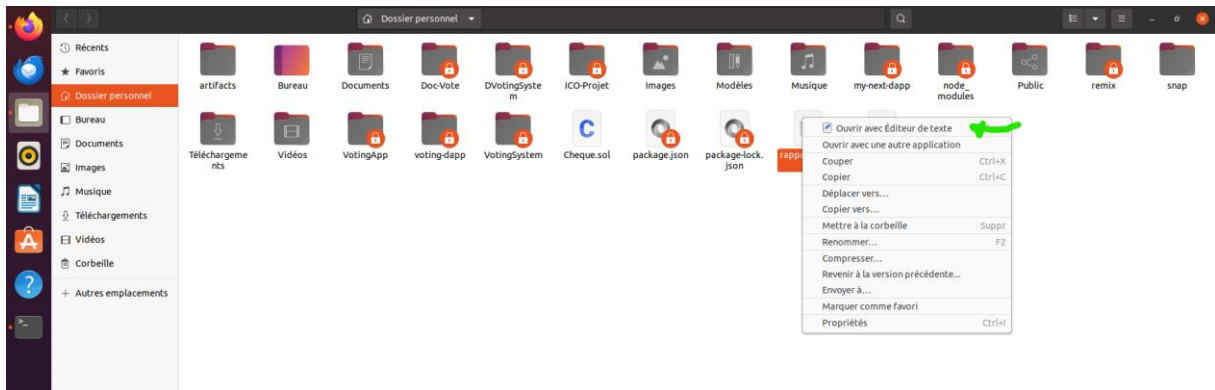 Dossier personnel
Récents
Favoris
Dossier personnel
Bureau
Documents
Images
Musique
Téléchargements
Vidéos
Corbeille
+ Autres emplacements
artifacts
Bureau
Documents
Doc-Vote
DVotingSyste
m
ICO-Projet
Images
Modèles
Musique
my-next-dapp
node_
modules
Public
remix
snap
Téléchargeme
nts
Vidéos
VotingApp
voting-dapp
VotingSystem
Cheque.sol
package.json
package-lock.
json
Ouvrir avec Éditeur de texte
Ouvrir avec une autre application
Couper Ctrl+X
Copier Ctrl+C
Déplacer vers...
Copier vers...
Mettre à la corbeille Suppr
Renommer... F2
Compresser...
Revenir à la version précédente...
Envoyer à...
Marquer comme favori
Propriétés Ctrl+I